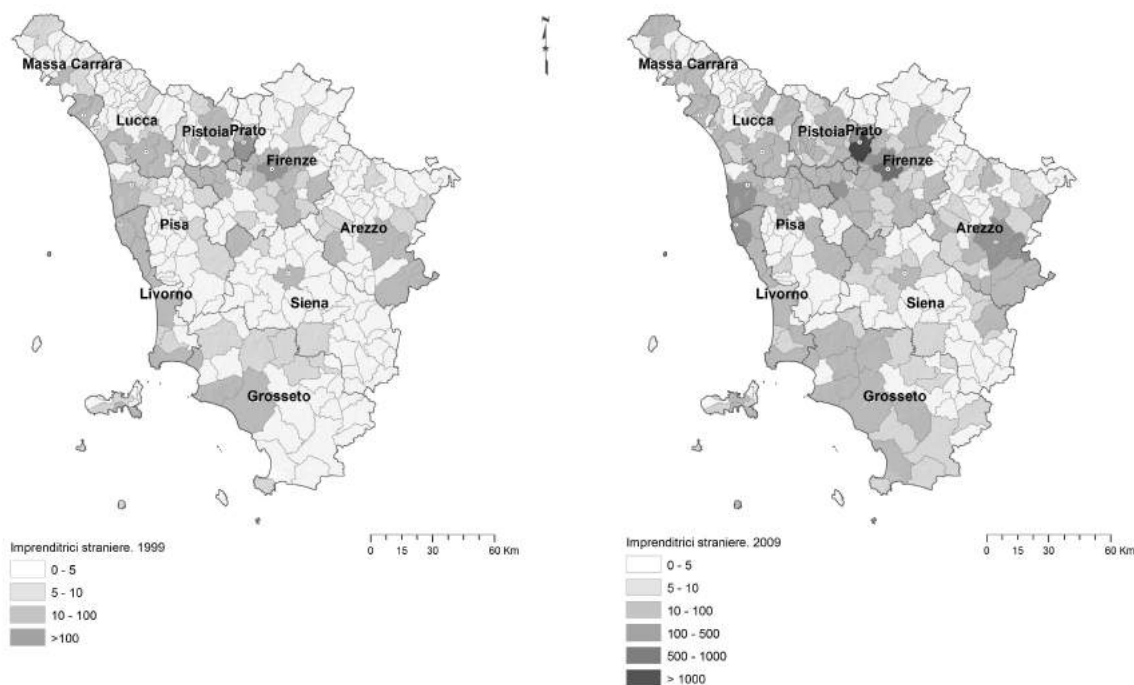 N
Massa Carrara
Lucca
Pistoia
Prato
Firenze
Pisa
Arezzo
Livorno
Siena
Grosseto
Imprenditrici straniere. 1999
0 - 5
5 - 10
10 - 100
>100
0 15 30 60 Km
Massa Carrara
Lucca
Pistoia
Prato
Firenze
Pisa
Arezzo
Livorno
Siena
Grosseto
Imprenditrici straniere. 2009
0 - 5
5 - 10
10 - 100
100 - 500
500 - 1000
> 1000
0 15 30 60 Km